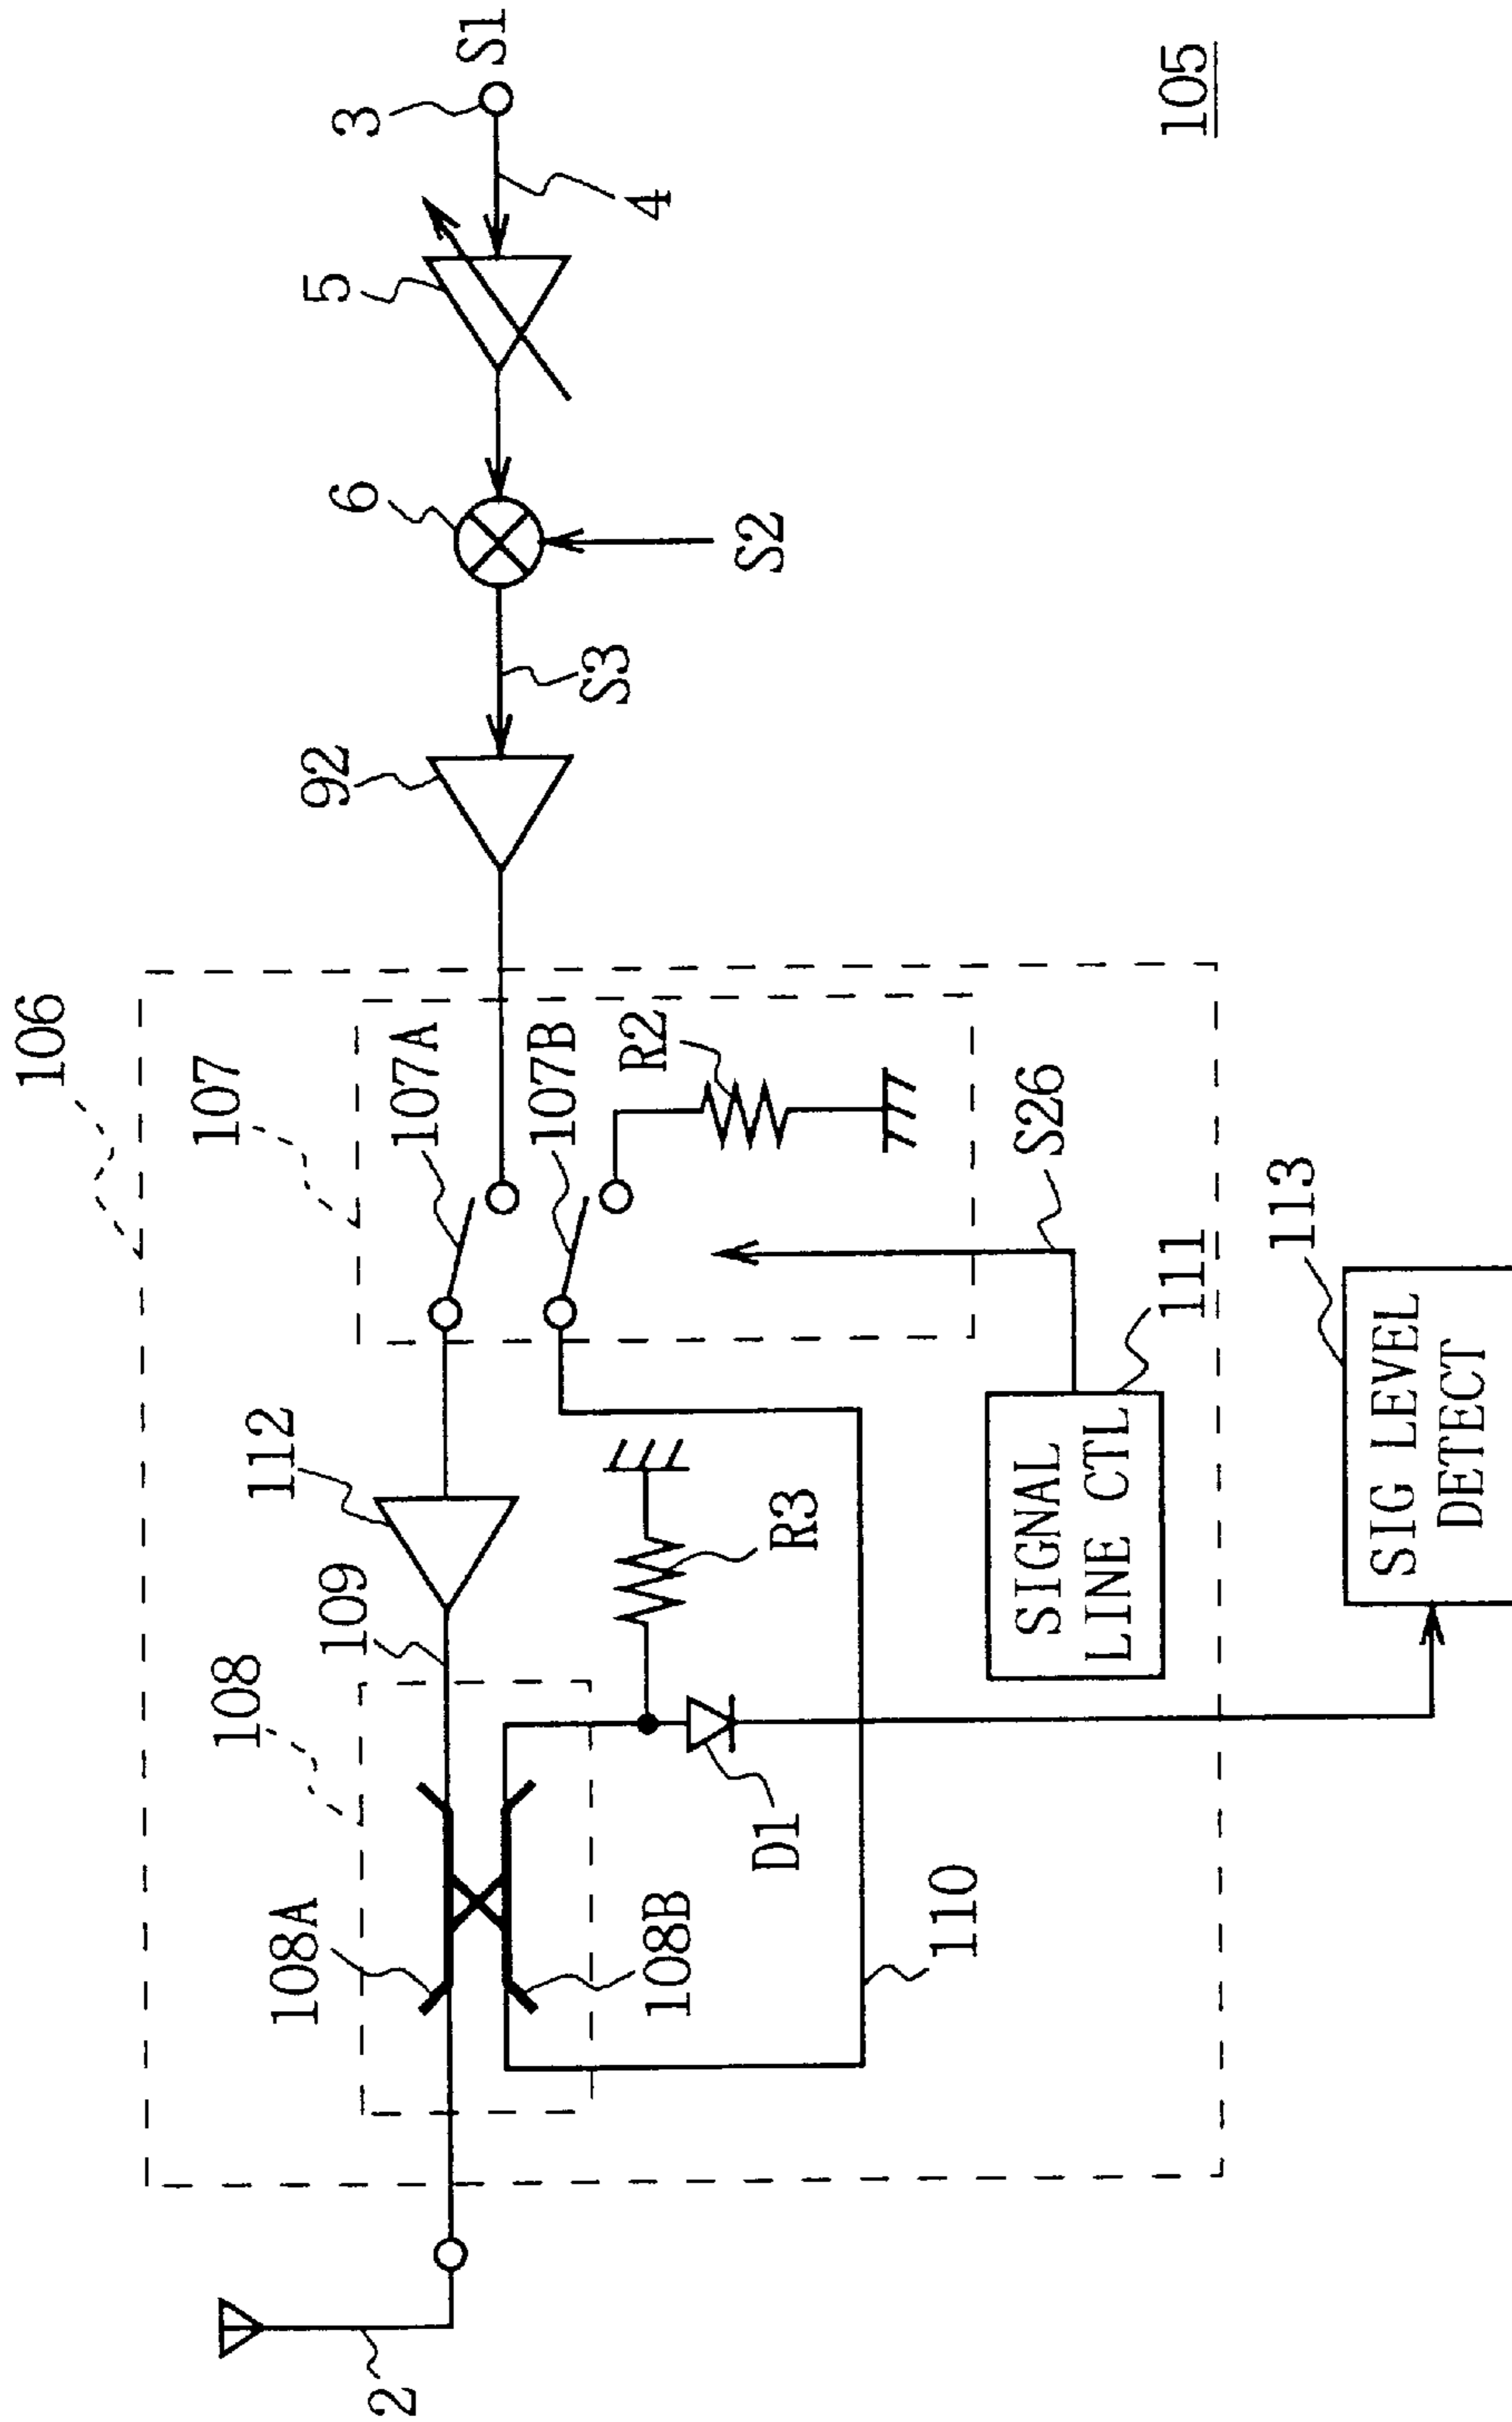 106
107
107A
107B
R2
S26
111
SIGNAL
LINE CTL
113
SIG LEVEL
DETECT
112
109
108
108A
108B
R3
D1
110
2
92
S3
6
S2
5
4
3
S1
105